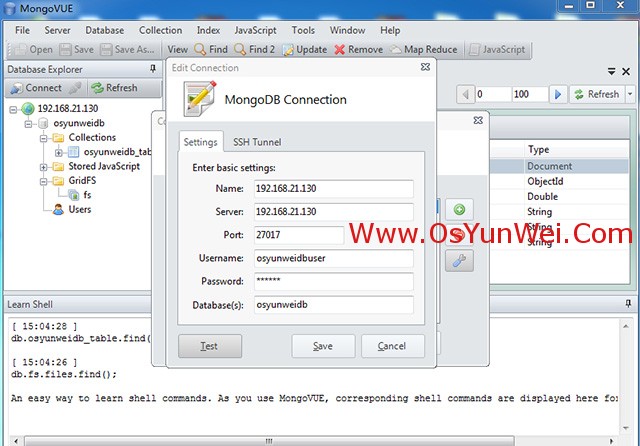 MongoVUE
File Server Database Collection Index JavaScript Tools Window Help
Open Save Save As... View Find Find 2 Update Remove Map Reduce JavaScript
Database Explorer
Connect Refresh
192.168.21.130
osyunweidb
Collections
osyunweidb_tab
Stored JavaScript
GridFS
fs
Users
Edit Connection
MongoDB Connection
Settings SSH Tunnel
Enter basic settings:
Name: 192.168.21.130
Server: 192.168.21.130
Port: 27017
Username: osyunweidbuser
Password: ******
Database(s): osyunweidb
Test Save Cancel
Co
0 100 Refresh
Type
Document
ObjectId
Double
String
String
String
Www.OsYunWei.Com
Learn Shell
[ 15:04:28 ]
db.osyunweidb_table.find(
[ 15:04:26 ]
db.fs.files.find();
An easy way to learn shell commands. As you use MongoVUE, corresponding shell commands are displayed here for